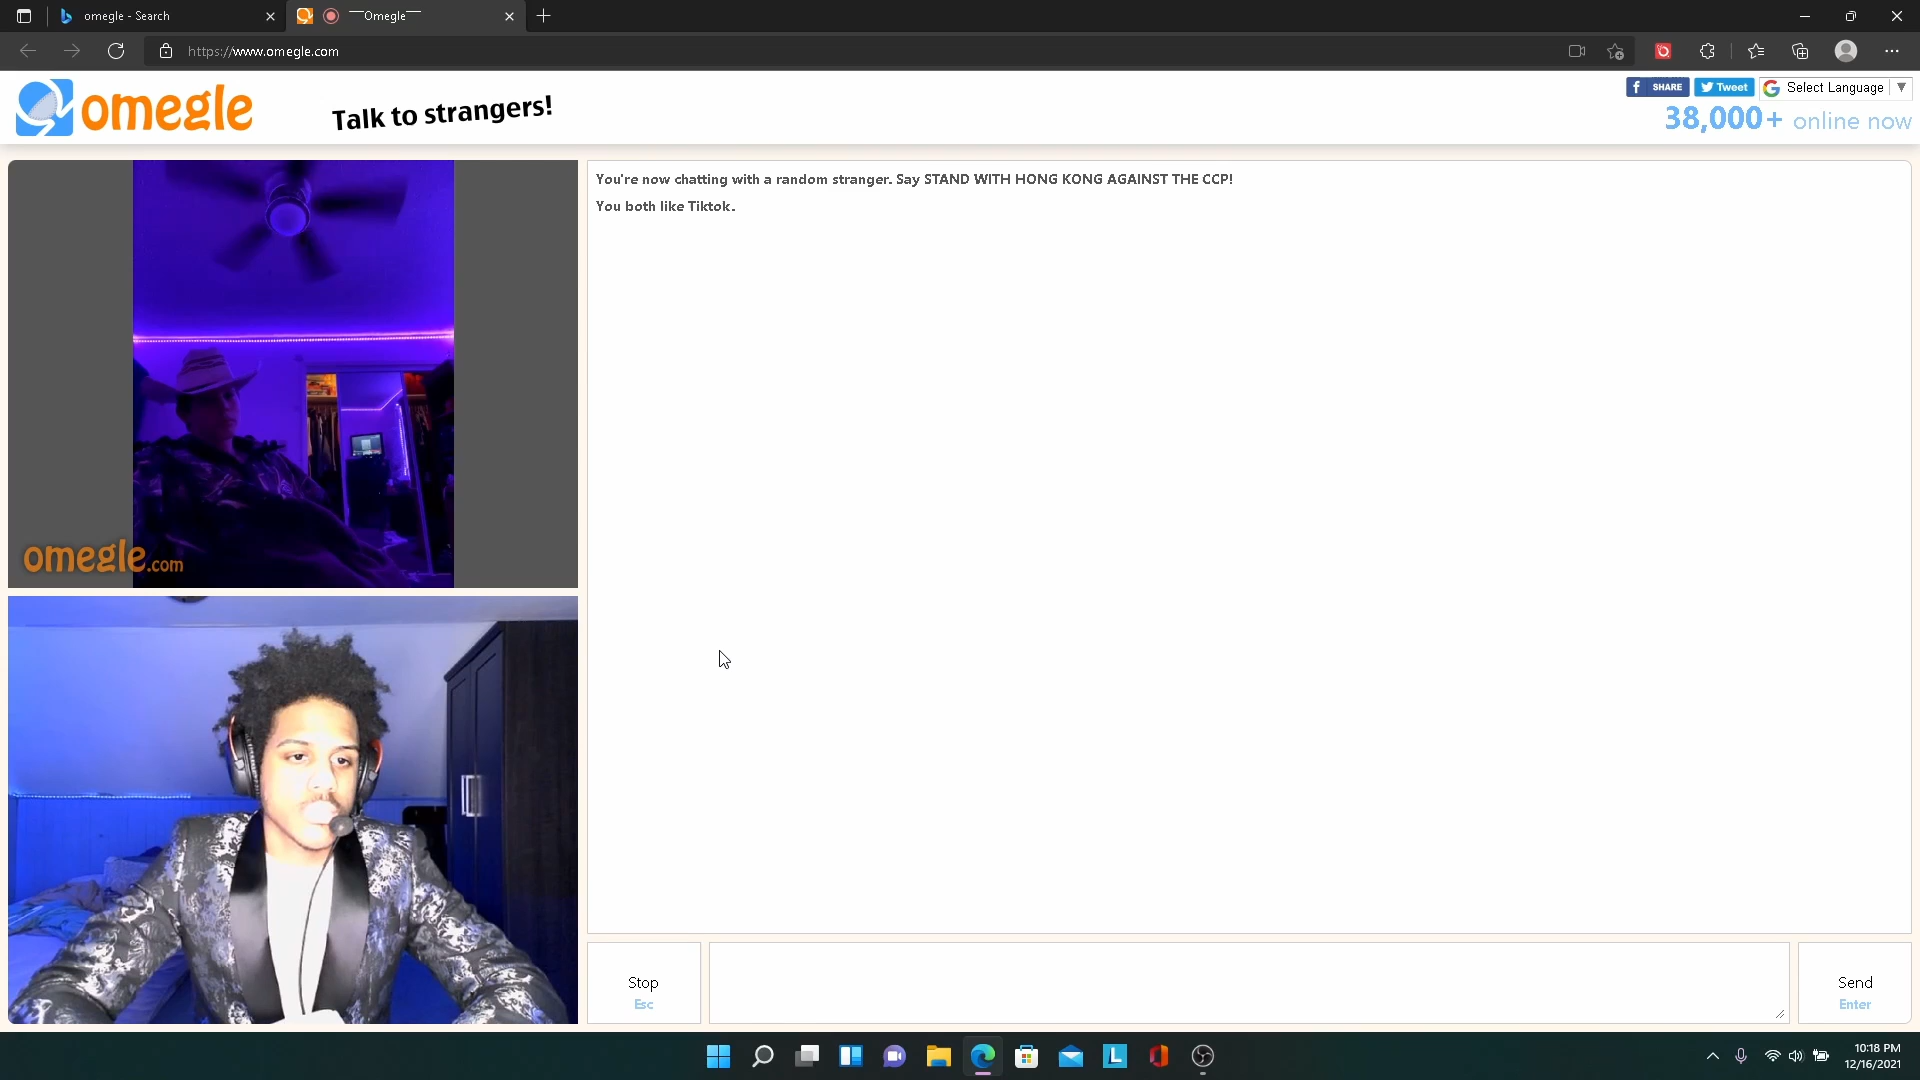 omegle - Search
Omegle
https://www.omegle.com
omegle
Talk to strangers!
SHARE
Tweet
Select Language
38,000+ online now
You're now chatting with a random stranger. Say STAND WITH HONG KONG AGAINST THE CCP!
You both like Tiktok.
omegle.com
Stop
Esc
Send
Enter
10:18 PM
12/16/2021